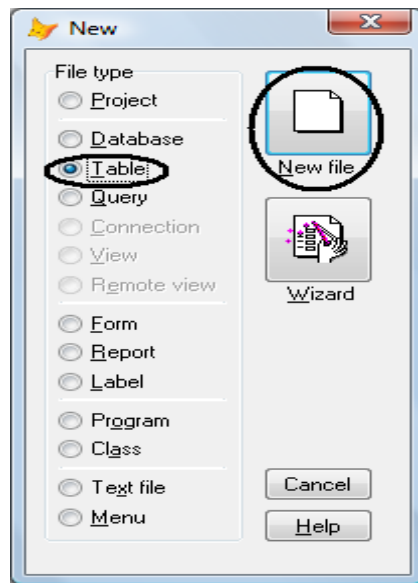 New
File type
Project
Database
Table
Query
Connection
View
Remote view
Form
Report
Label
Program
Class
Text file
Menu
New file
Wizard
Cancel
Help